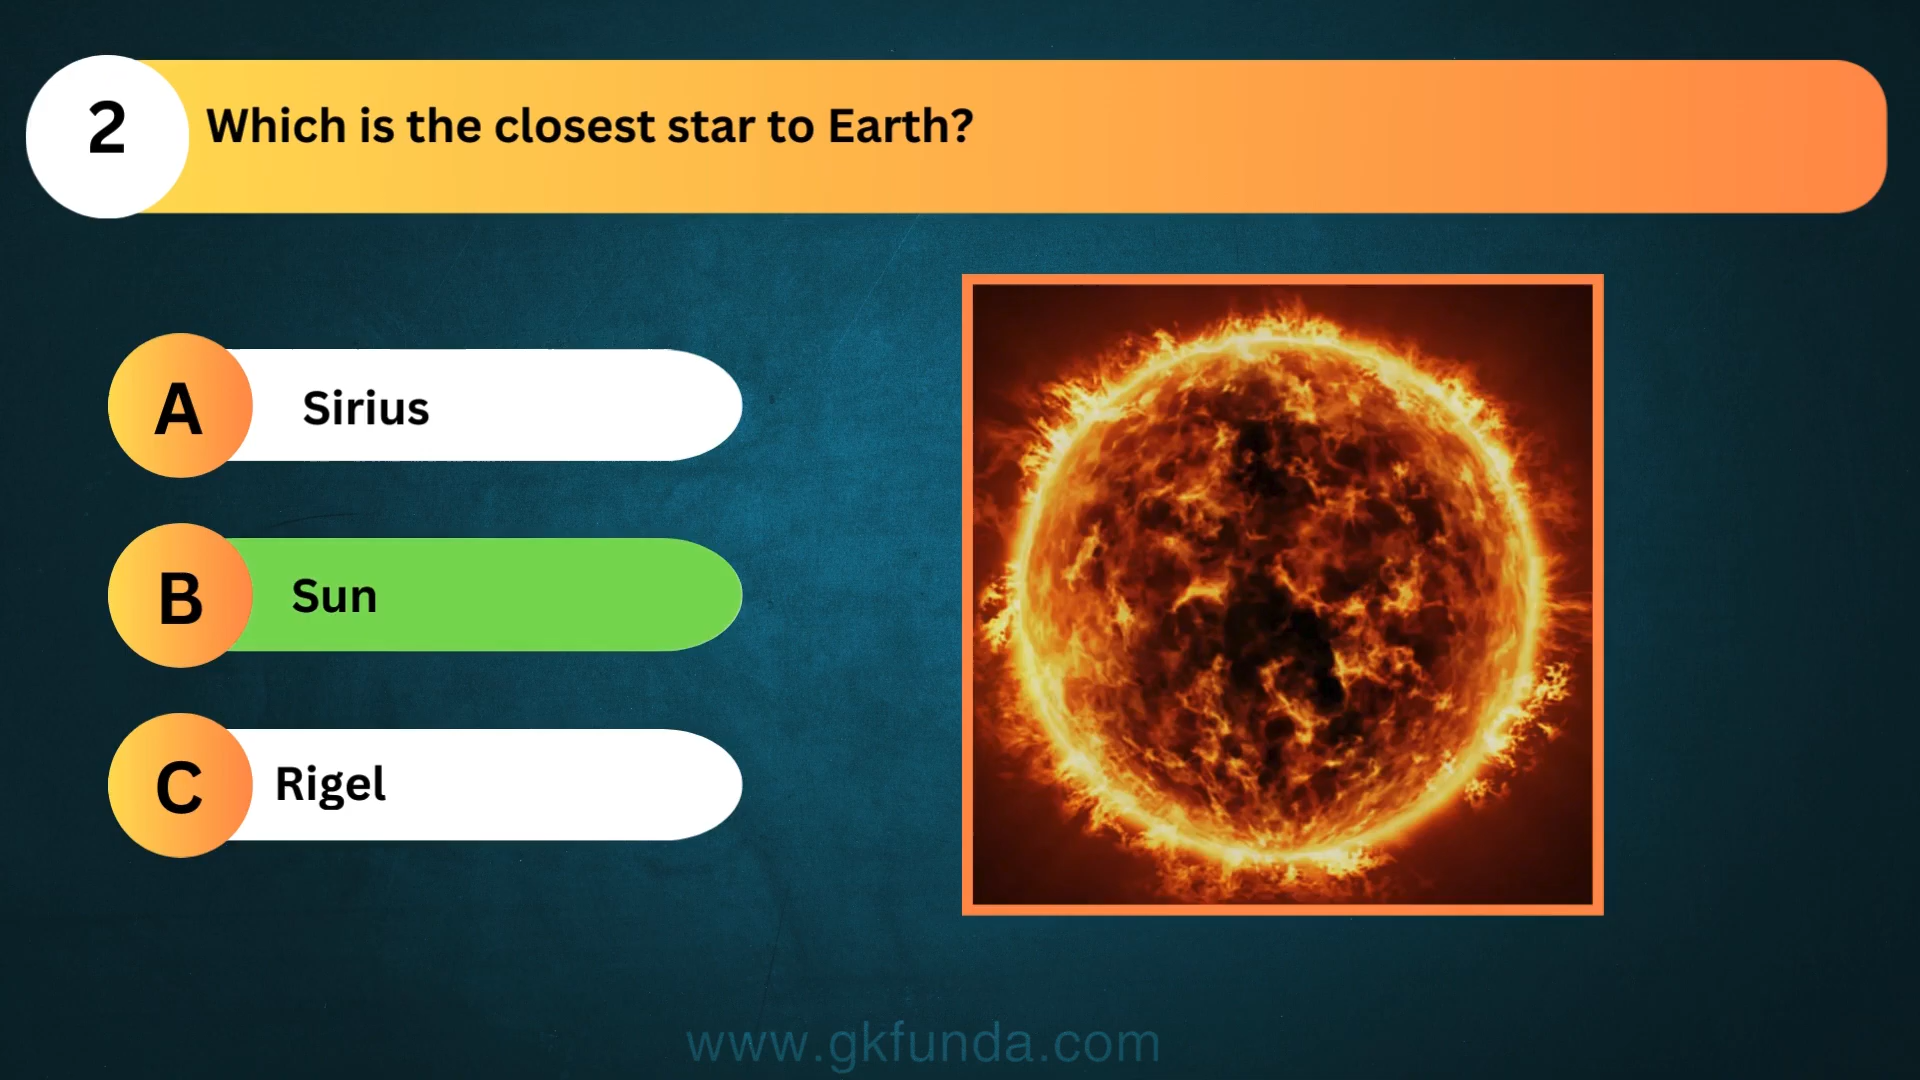 2
Which is the closest star to Earth?
A
Sirius
B
Sun
C
Rigel
www.gkfunda.com